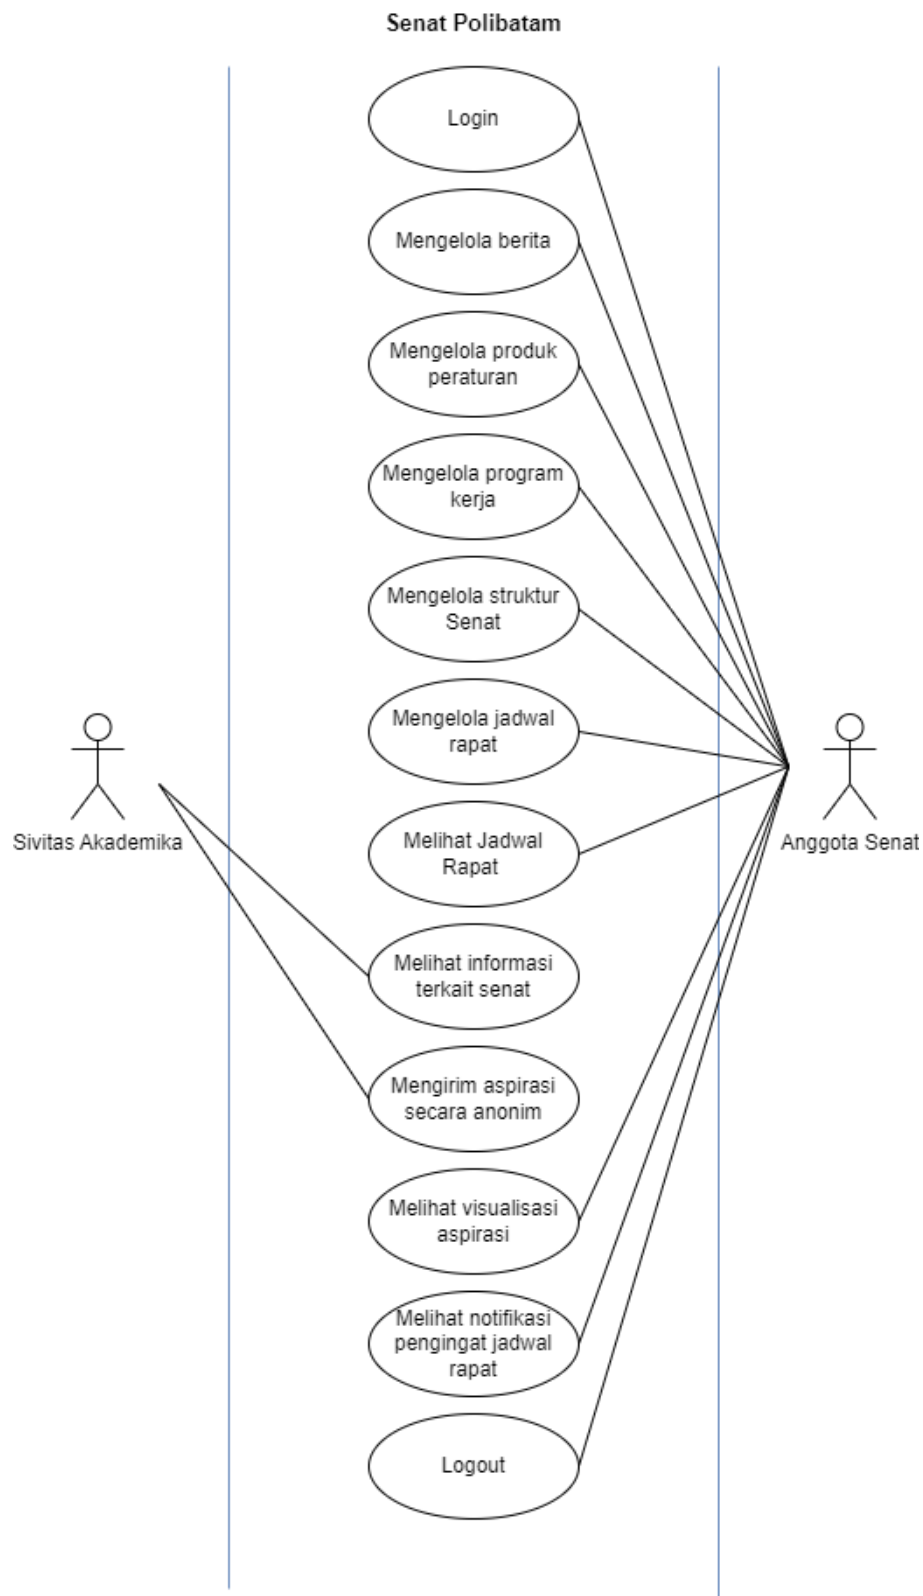 Senat Polibatam
Login
Mengelola berita
Mengelola produk
peraturan
Mengelola program
kerja
Mengelola struktur
Senat
Mengelola jadwal
rapat
Sivitas Akademika
Anggota Senat
Melihat Jadwal
Rapat
Melihat informasi
terkait senat
Mengirim aspirasi
secara anonim
Melihat visualisasi
aspirasi
Melihat notifikasi
pengingat jadwal
rapat
Logout